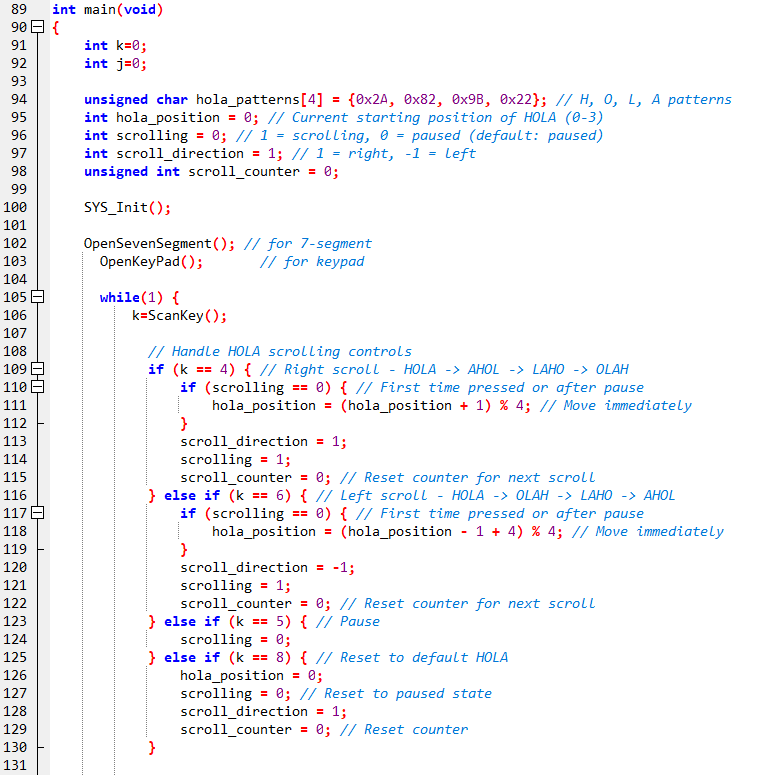 89 int main(void)
90 {
91 int k=0;
92 int j=0;
93
94 unsigned char hola_patterns[4] = {0x2A, 0x82, 0x9B, 0x22}; // H, O, L, A patterns
95 int hola_position = 0; // Current starting position of HOLA (0-3)
96 int scrolling = 0; // 1 = scrolling, 0 = paused (default: paused)
97 int scroll_direction = 1; // 1 = right, -1 = left
98 unsigned int scroll_counter = 0;
99
100 SYS_Init();
101
102 OpenSevenSegment(); // for 7-segment
103 OpenKeyPad(); // for keypad
104
105 while(1) {
106 k=ScanKey();
107
108 // Handle HOLA scrolling controls
109 if (k == 4) { // Right scroll - HOLA -> AHOL -> LAHO -> OLAH
110 if (scrolling == 0) { // First time pressed or after pause
111 hola_position = (hola_position + 1) % 4; // Move immediately
112 }
113 scroll_direction = 1;
114 scrolling = 1;
115 scroll_counter = 0; // Reset counter for next scroll
116 } else if (k == 6) { // Left scroll - HOLA -> OLAH -> LAHO -> AHOL
117 if (scrolling == 0) { // First time pressed or after pause
118 hola_position = (hola_position - 1 + 4) % 4; // Move immediately
119 }
120 scroll_direction = -1;
121 scrolling = 1;
122 scroll_counter = 0; // Reset counter for next scroll
123 } else if (k == 5) { // Pause
124 scrolling = 0;
125 } else if (k == 8) { // Reset to default HOLA
126 hola_position = 0;
127 scrolling = 0; // Reset to paused state
128 scroll_direction = 1;
129 scroll_counter = 0; // Reset counter
130 }
131